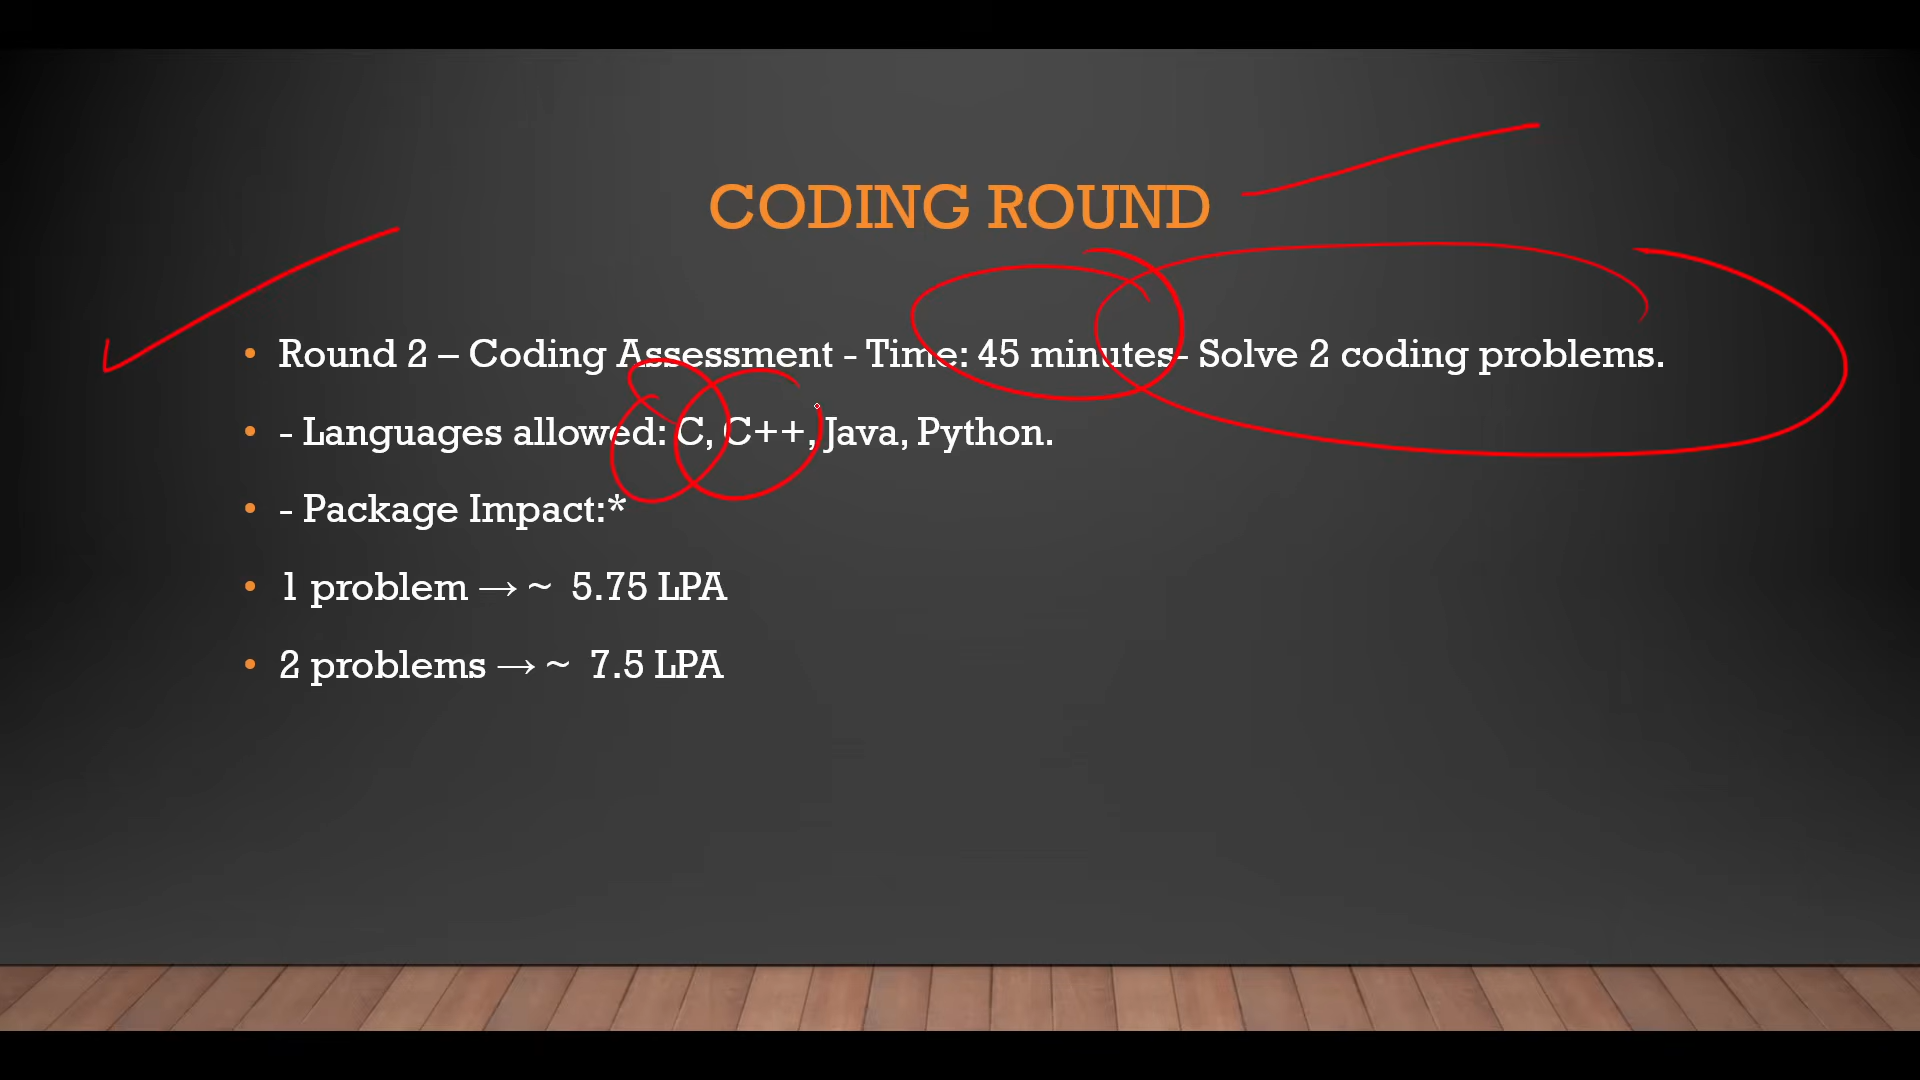 CODING ROUND
• Round 2 – Coding Assessment - Time: 45 minutes- Solve 2 coding problems.
• - Languages allowed: C, C++, Java, Python.
• - Package Impact:*
• 1 problem → ~ 5.75 LPA
• 2 problems → ~ 7.5 LPA